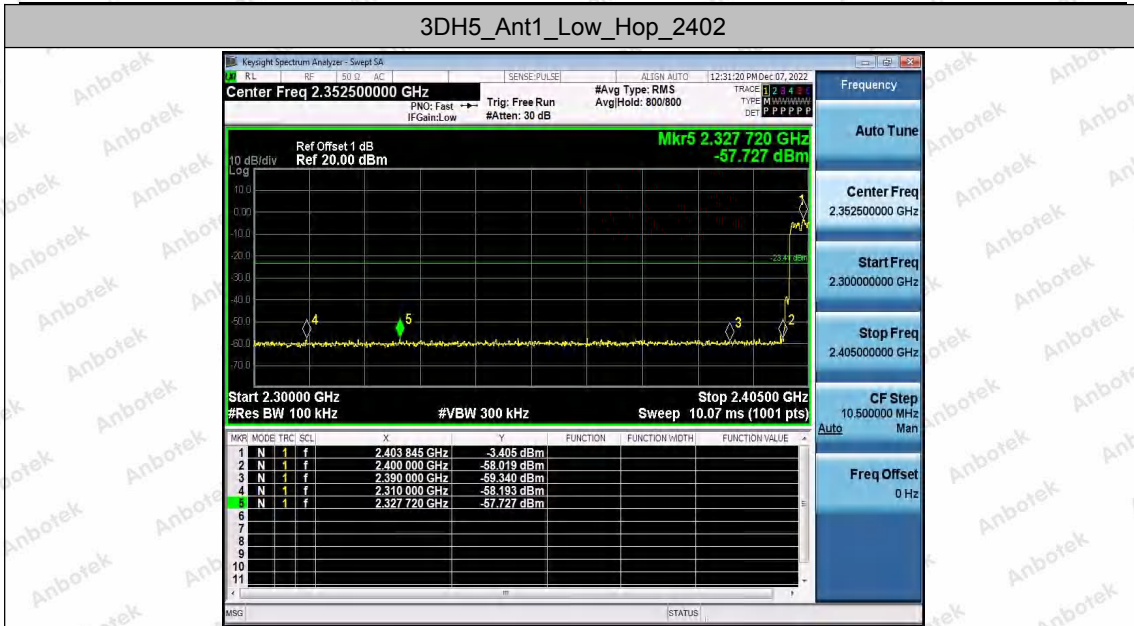 3DH5_Ant1_Low_Hop_2402
Keysight Spectrum Analyzer - Swept SA
RL RF 50 Ω AC SENSE:PULSE ALIGN AUTO 12:31:20 PM Dec 07, 2022
Center Freq 2.352500000 GHz
PNO: Fast
IFGain:Low
Trig: Free Run
#Atten: 30 dB
#Avg Type: RMS
Avg|Hold: 800/800
TRACE 1 2 3 4 5 6
TYPE M W W W W W
DET P P P P P P
Frequency
Auto Tune
Center Freq
2.352500000 GHz
Start Freq
2.300000000 GHz
Stop Freq
2.405000000 GHz
CF Step
10.500000 MHz
Auto Man
Freq Offset
0 Hz
Mkr5 2.327 720 GHz
-57.727 dBm
Ref Offset 1 dB
10 dB/div Ref 20.00 dBm
Log
10.0
0.00
-10.0
-20.0
-30.0
-40.0
-50.0
-60.0
-70.0
1
4
5
3
2
Start 2.30000 GHz Stop 2.40500 GHz
#Res BW 100 kHz #VBW 300 kHz Sweep 10.07 ms (1001 pts)
MKR MODE TRC SCL X Y FUNCTION FUNCTION WIDTH FUNCTION VALUE
1 N 1 f 2.403 845 GHz -3.405 dBm
2 N 1 f 2.400 000 GHz -58.019 dBm
3 N 1 f 2.390 000 GHz -59.340 dBm
4 N 1 f 2.310 000 GHz -58.193 dBm
5 N 1 f 2.327 720 GHz -57.727 dBm
6
7
8
9
10
11
MSG STATUS
Anbotek